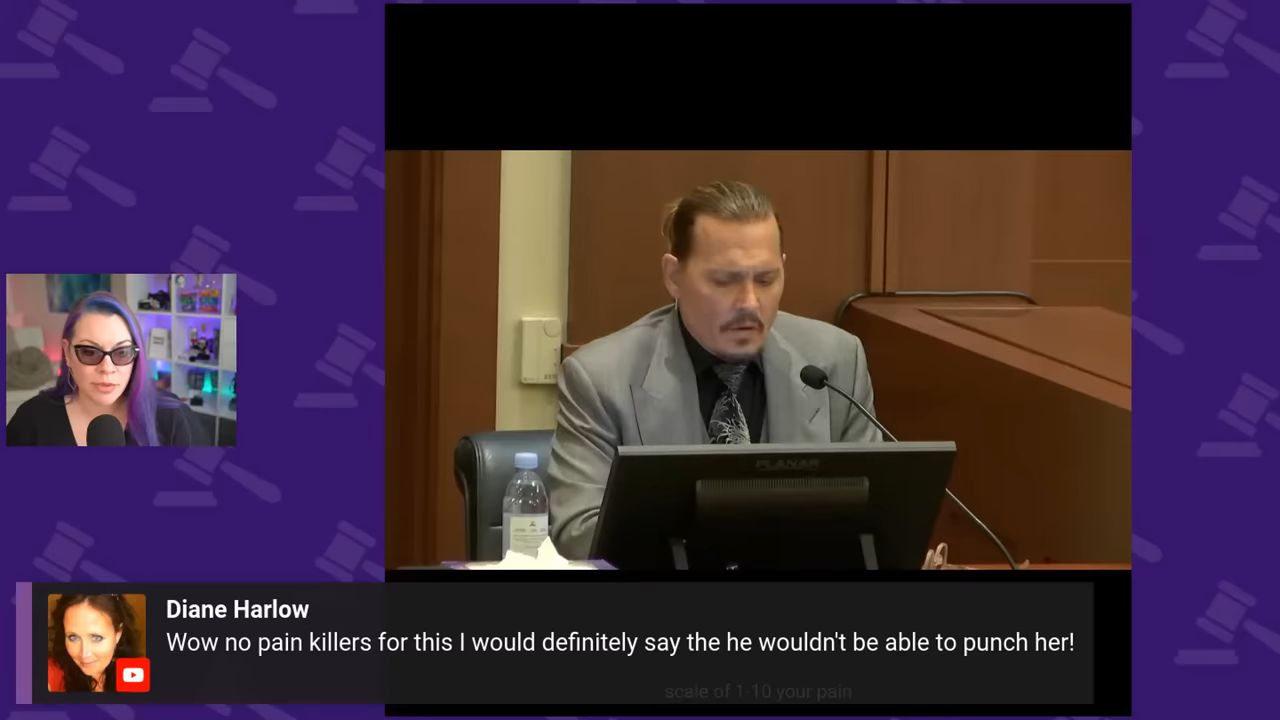 PLANAR
Diane Harlow
Wow no pain killers for this I would definitely say the he wouldn't be able to punch her!
scale of 1-10 your pain